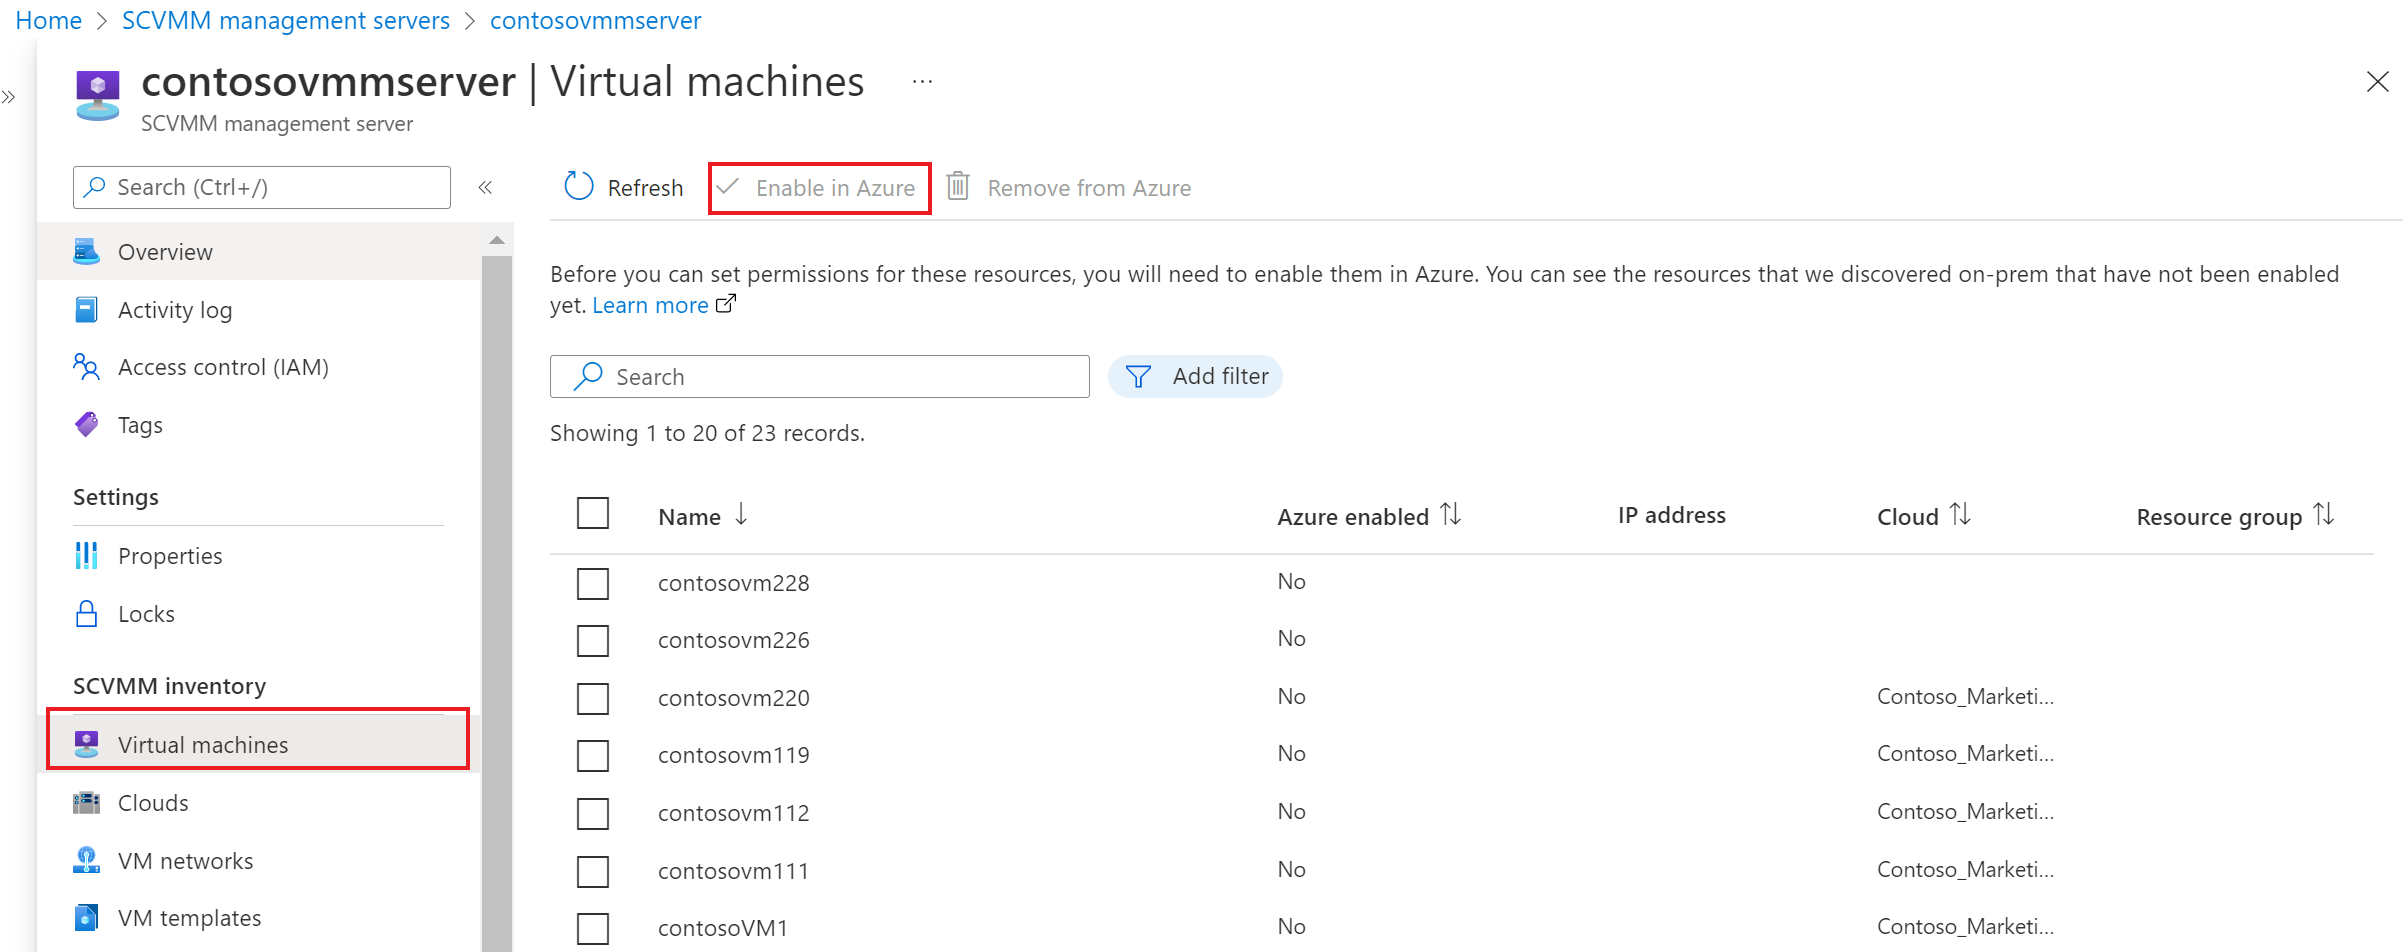 Home > SCVMM management servers > contosovmmserver
contosovmmserver | Virtual machines ...
SCVMM management server
Search (Ctrl+/)
Refresh
Enable in Azure
Remove from Azure
Overview
Activity log
Access control (IAM)
Tags
Settings
Properties
Locks
SCVMM inventory
Virtual machines
Clouds
VM networks
VM templates
Before you can set permissions for these resources, you will need to enable them in Azure. You can see the resources that we discovered on-prem that have not been enabled
yet. Learn more
Search
Add filter
Showing 1 to 20 of 23 records.
Name Azure enabled IP address Cloud Resource group
contosovm228 No
contosovm226 No
contosovm220 No Contoso_Marketi...
contosovm119 No Contoso_Marketi...
contosovm112 No Contoso_Marketi...
contosovm111 No Contoso_Marketi...
contosoVM1 No Contoso_Marketi...